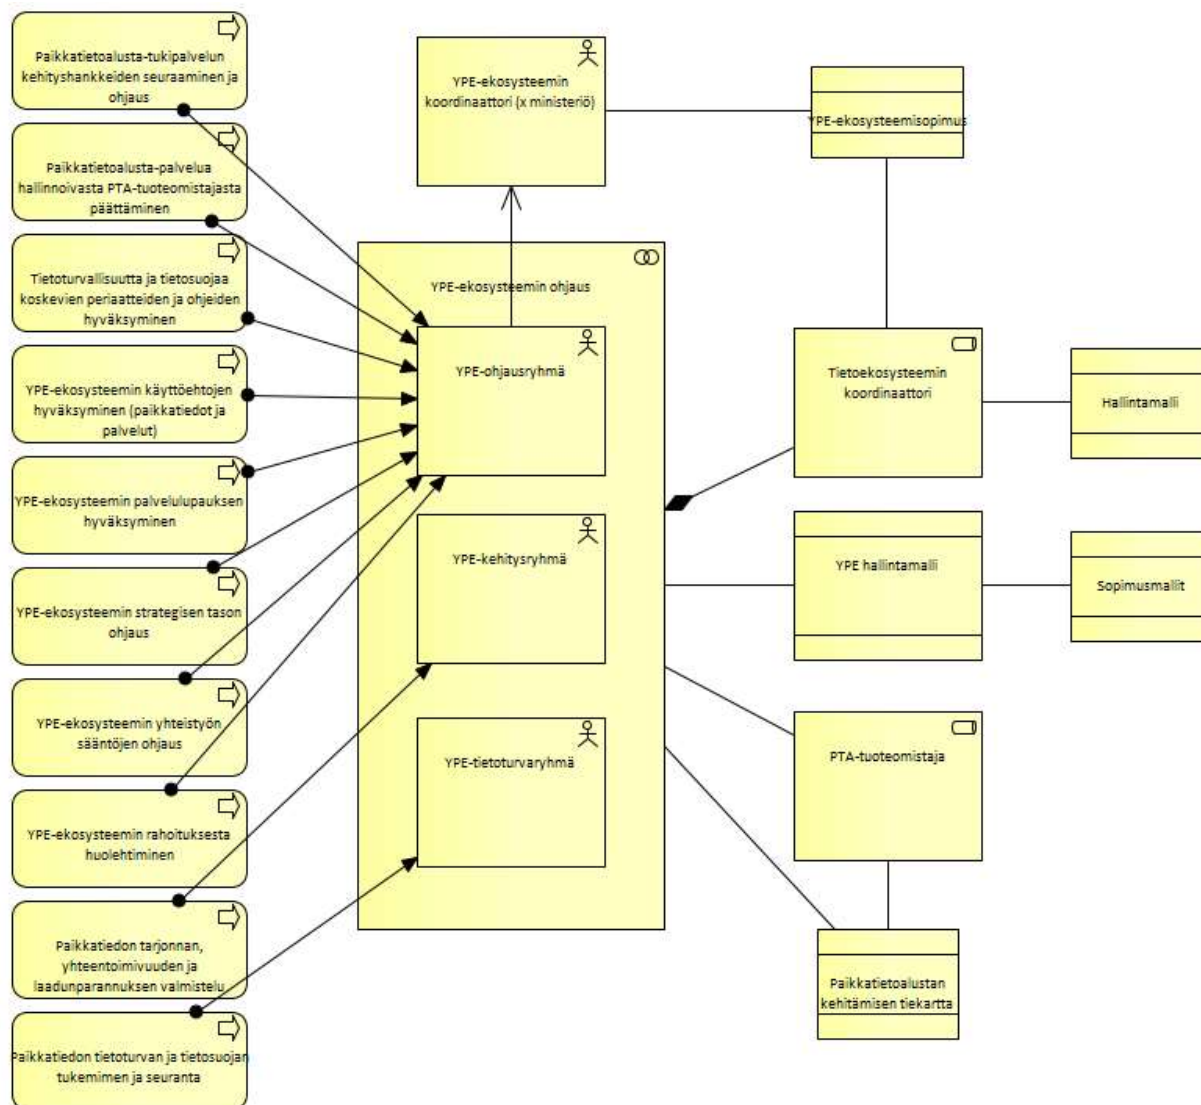 Paikkatietoalusta-tukipalvelun
kehityshankkeiden seuraaminen ja
ohjaus
Paikkatietoalusta-palvelua
hallinnoivasta PTA-tuoteomistajasta
päättäminen
Tietoturvallisuutta ja tietosuojaa
koskevien periaatteiden ja ohjeiden
hyväksyminen
YPE-ekosysteemin käyttöehtojen
hyväksyminen (paikkatiedot ja
palvelut)
YPE-ekosysteemin palvelulupauksen
hyväksyminen
YPE-ekosysteemin strategisen tason
ohjaus
YPE-ekosysteemin yhteistyön
sääntöjen ohjaus
YPE-ekosysteemin rahoituksesta
huolehtiminen
Paikkatiedon tarjonnan,
yhteentoimivuuden ja
laadunparannuksen valmistelu
Paikkatiedon tietoturvan ja tietosuojan
tukemimen ja seuranta
YPE-ekosysteemin
koordinaattori (x ministeriö)
YPE-ekosysteemin ohjaus
YPE-ohjausryhmä
YPE-kehitysryhmä
YPE-tietoturvaryhmä
YPE-ekosysteemisopimus
Tietoekosysteemin
koordinaattori
Hallintamalli
YPE hallintamalli
Sopimusmallit
PTA-tuoteomistaja
Paikkatietoalustan
kehitämisen tiekartta